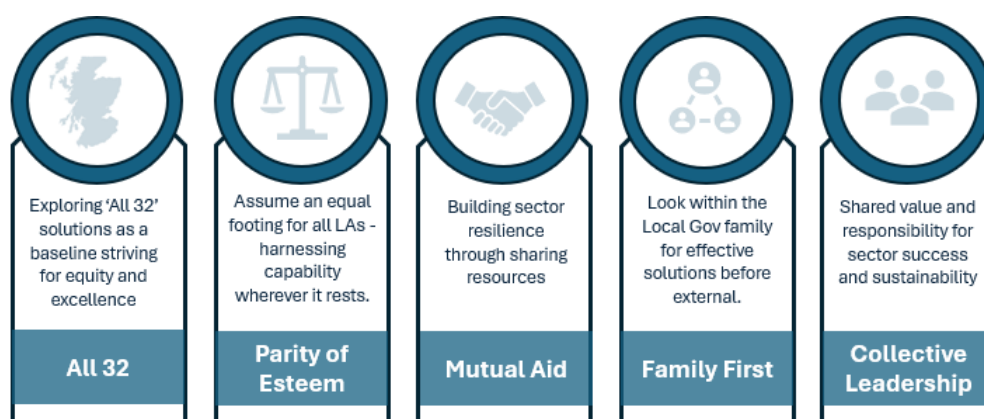 Exploring ‘All 32’
solutions as a
baseline striving
for equity and
excellence
All 32
Assume an equal
footing for all LAs -
harnessing
capability
wherever it rests.
Parity of
Esteem
Building sector
resilience
through sharing
resources
Mutual Aid
Look within the
Local Gov family
for effective
solutions before
external.
Family First
Shared value and
responsibility for
sector success
and sustainability
Collective
Leadership